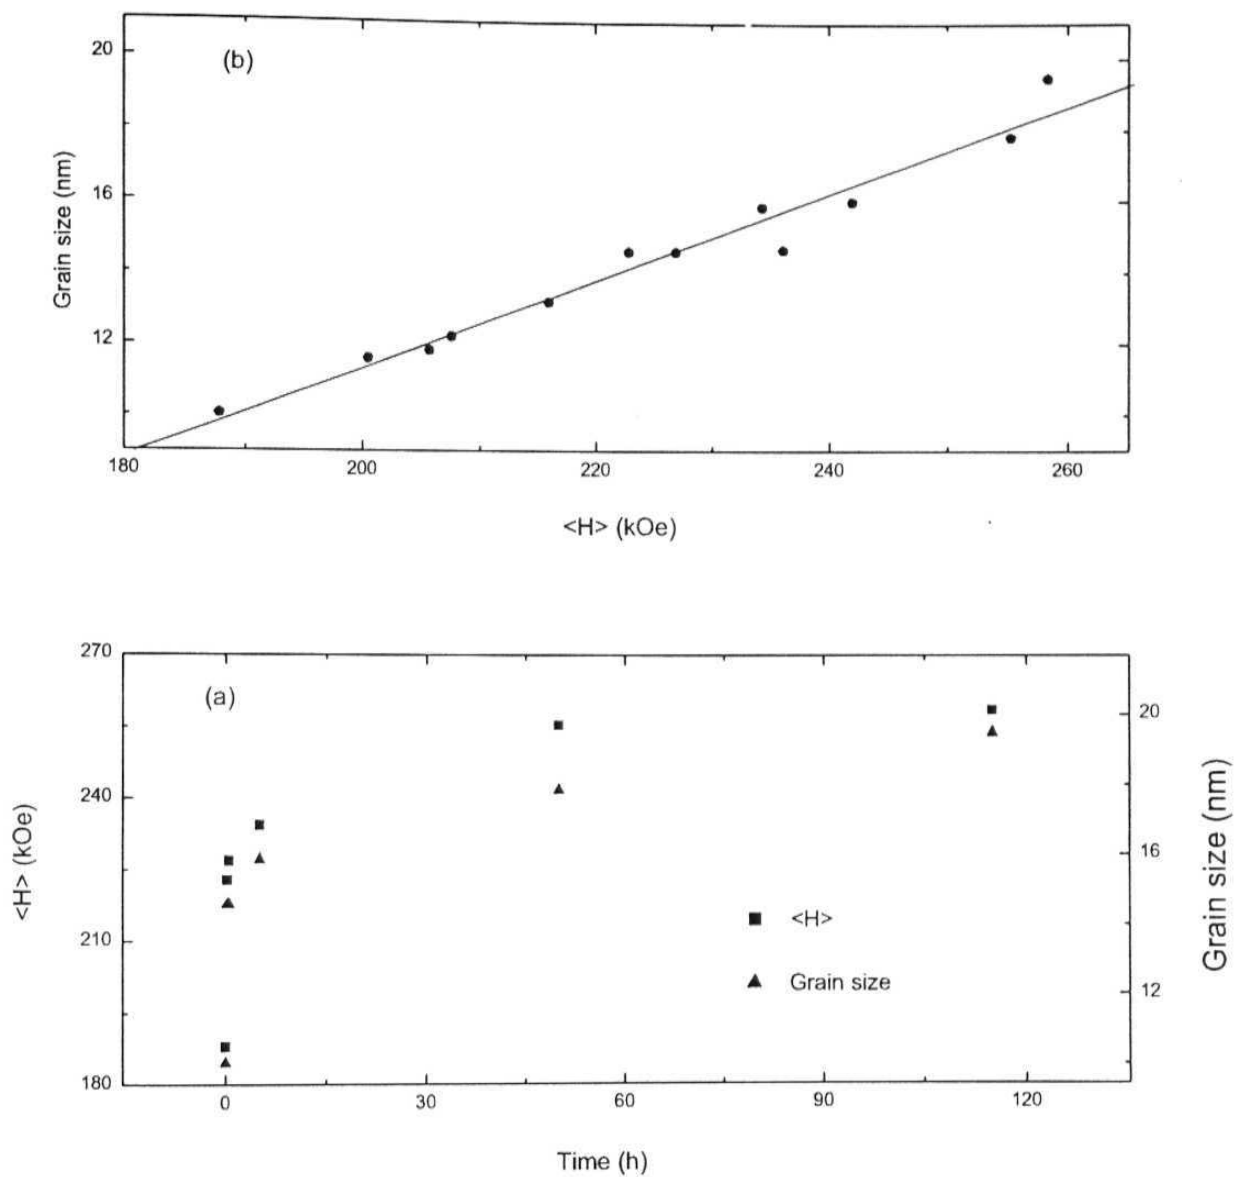 (b)
20
16
12
Grain size (nm)
180 200 220 240 260
<H> (kOe)
(a)
270
240
210
180
<H> (kOe)
20
16
12
Grain size (nm)
<H>
Grain size
0 30 60 90 120
Time (h)